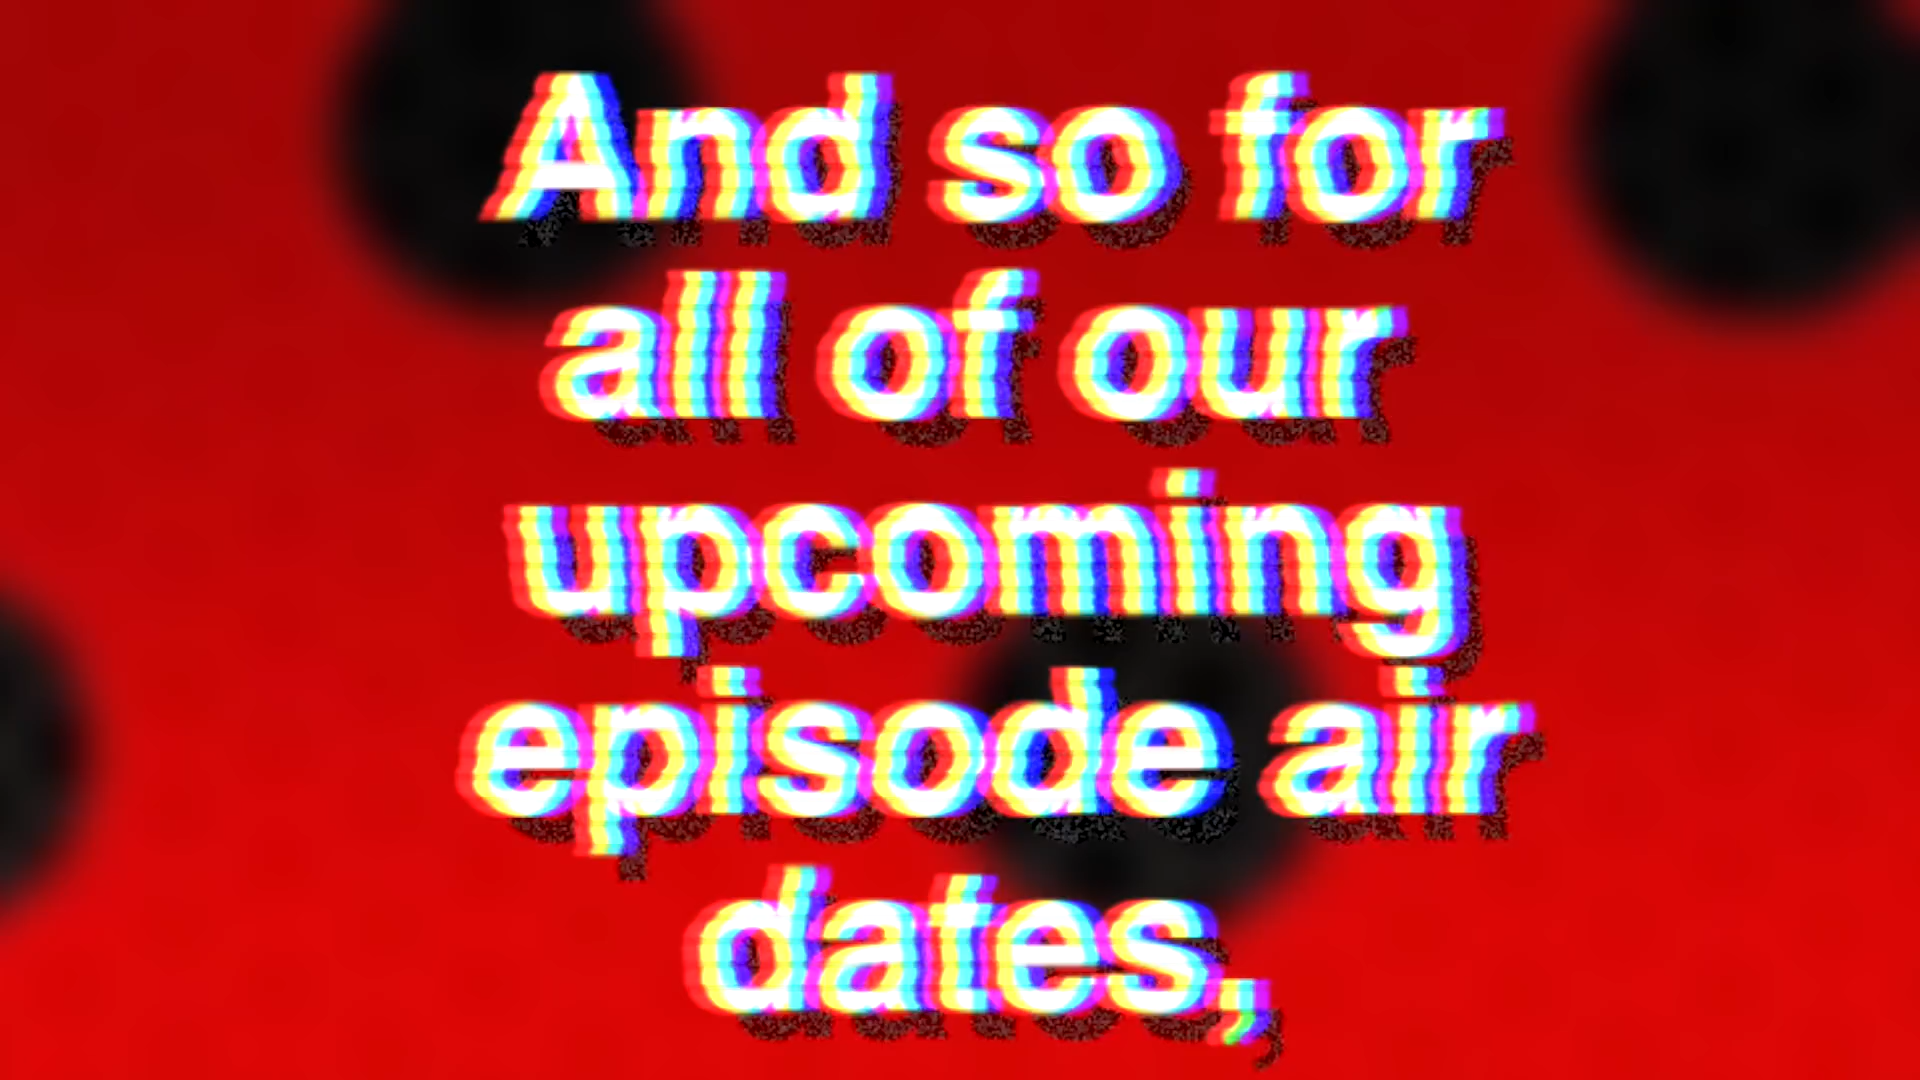 And so for
all of our
upcoming
episode air
dates,